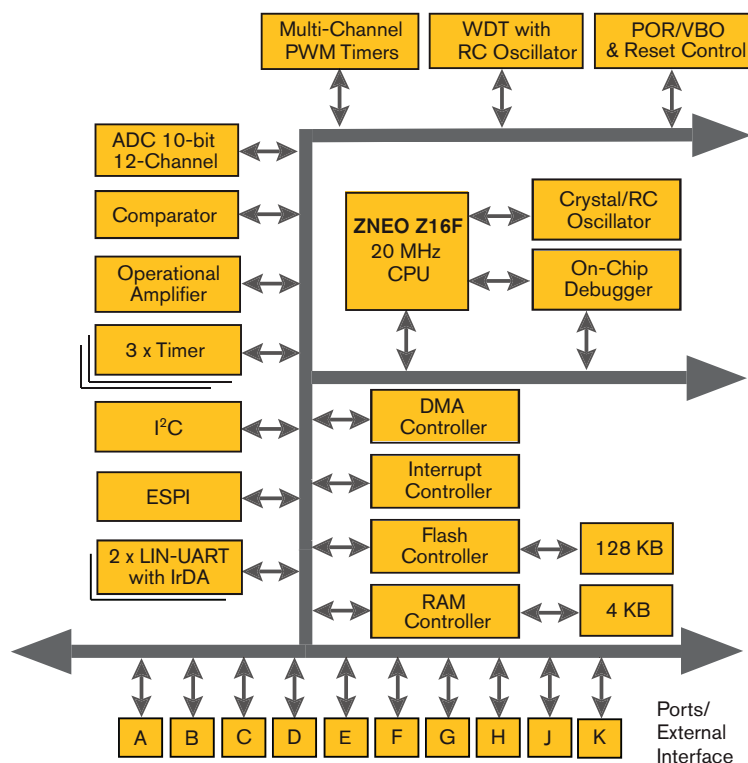 Multi-Channel
PWM Timers
WDT with
RC Oscillator
POR/VBO
& Reset Control
ADC 10-bit
12-Channel
Comparator
Operational
Amplifier
3 x Timer
I²C
ESPI
2 x LIN-UART
with IrDA
ZNEO Z16F
20 MHz
CPU
Crystal/RC
Oscillator
On-Chip
Debugger
DMA
Controller
Interrupt
Controller
Flash
Controller
128 KB
RAM
Controller
4 KB
A B C D E F G H J K
Ports/
External
Interface